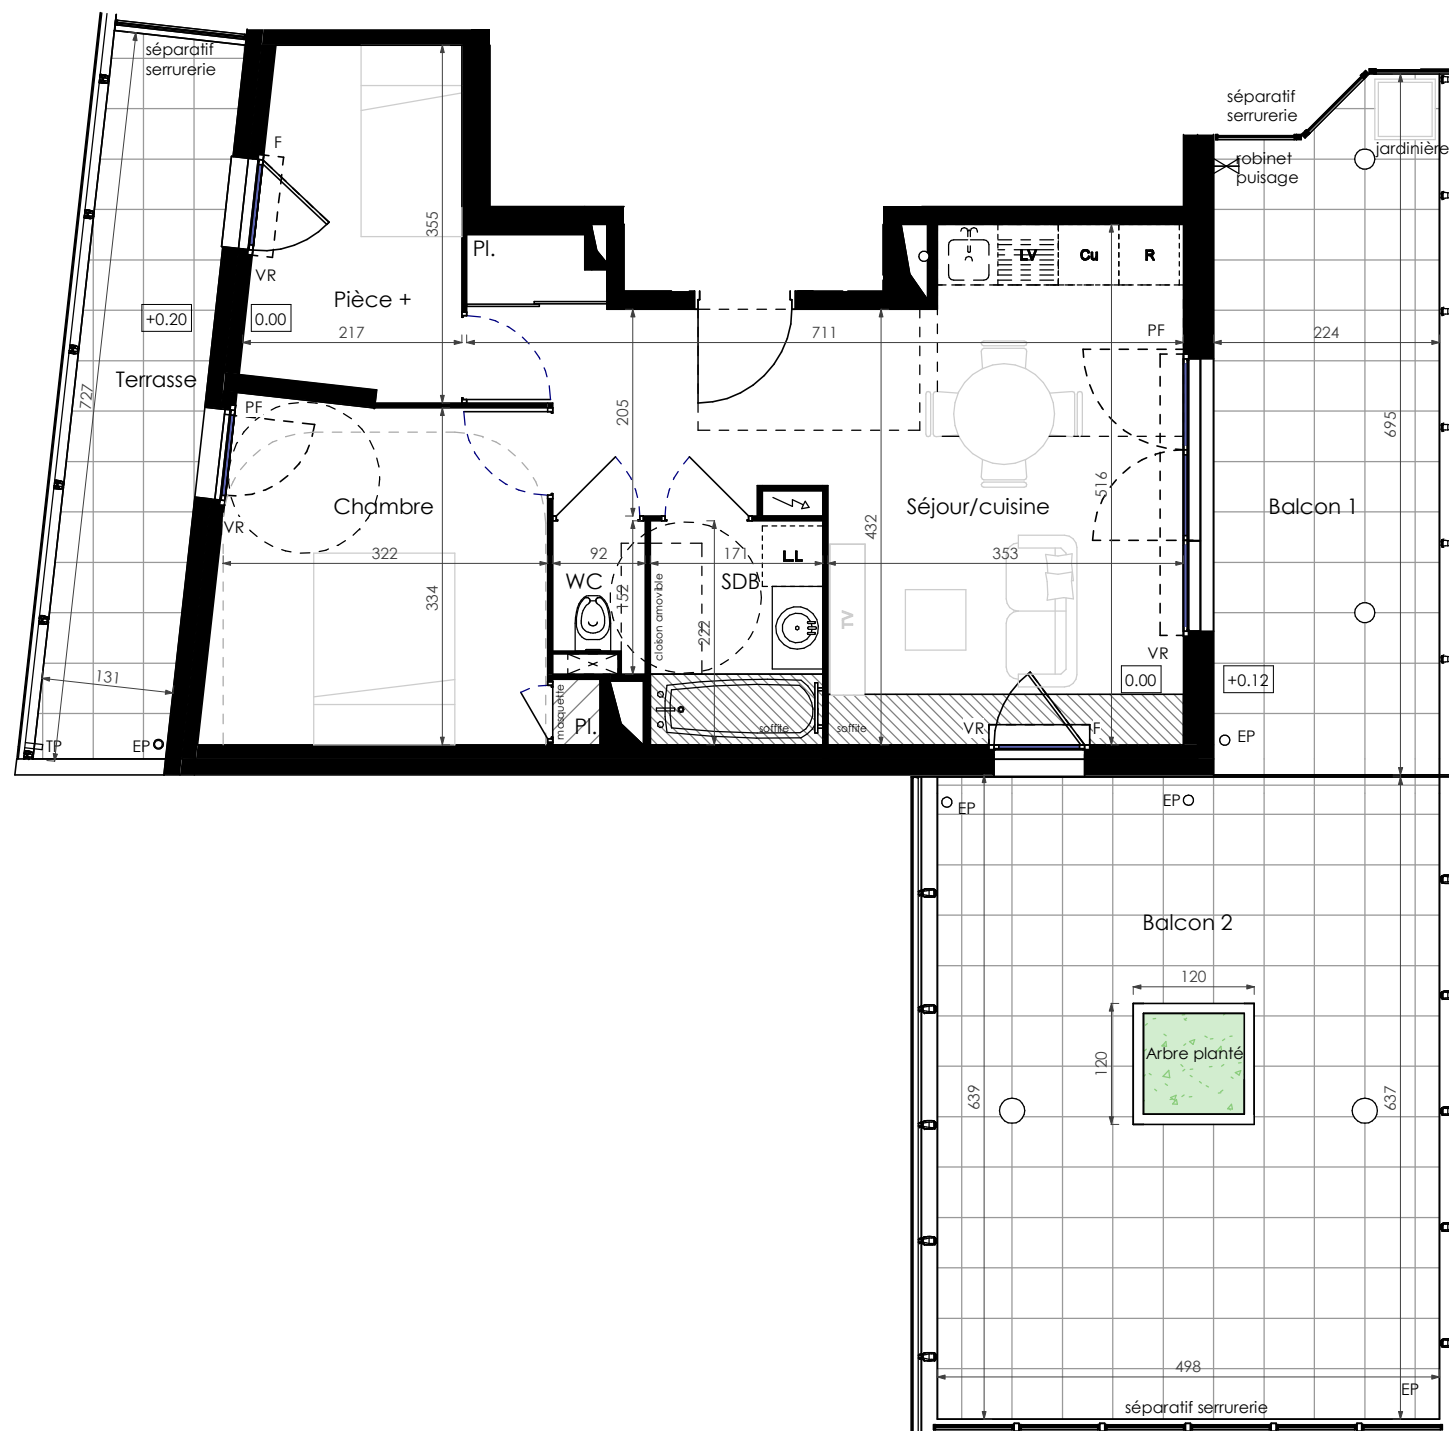 séparatif
serrurerie
F
VR
355
Pl.
Pièce +
+0.20
0.00
217
711
Terrasse
727
PF
VR
205
Chambre
322
334
92
WC
152
171
SDB
LL
cloison amovible
222
moquette
Pl.
soffite
soffite
131
TP
EP
LV
Cu
R
PF
séparatif
serrurerie
robinet
puisage
jardinière
224
695
516
432
Séjour/cuisine
353
TV
Balcon 1
VR
0.00
+0.12
VR
F
EP
EP
EP
Balcon 2
120
120
Arbre planté
639
637
498
EP
séparatif serrurerie